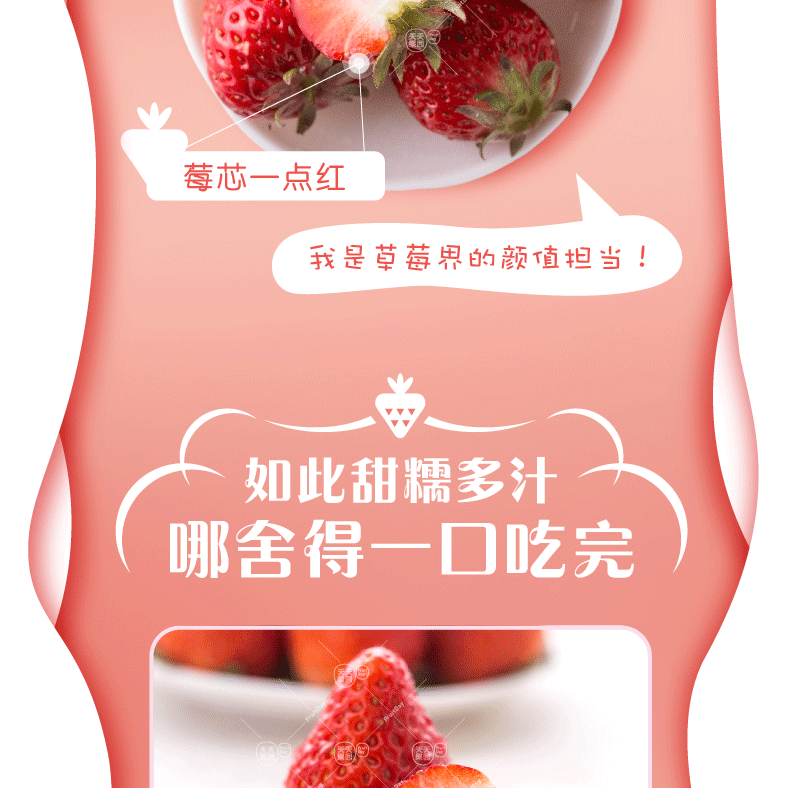 莓芯一点红
我是草莓界的颜值担当！
如此甜糯多汁
哪舍得一口吃完